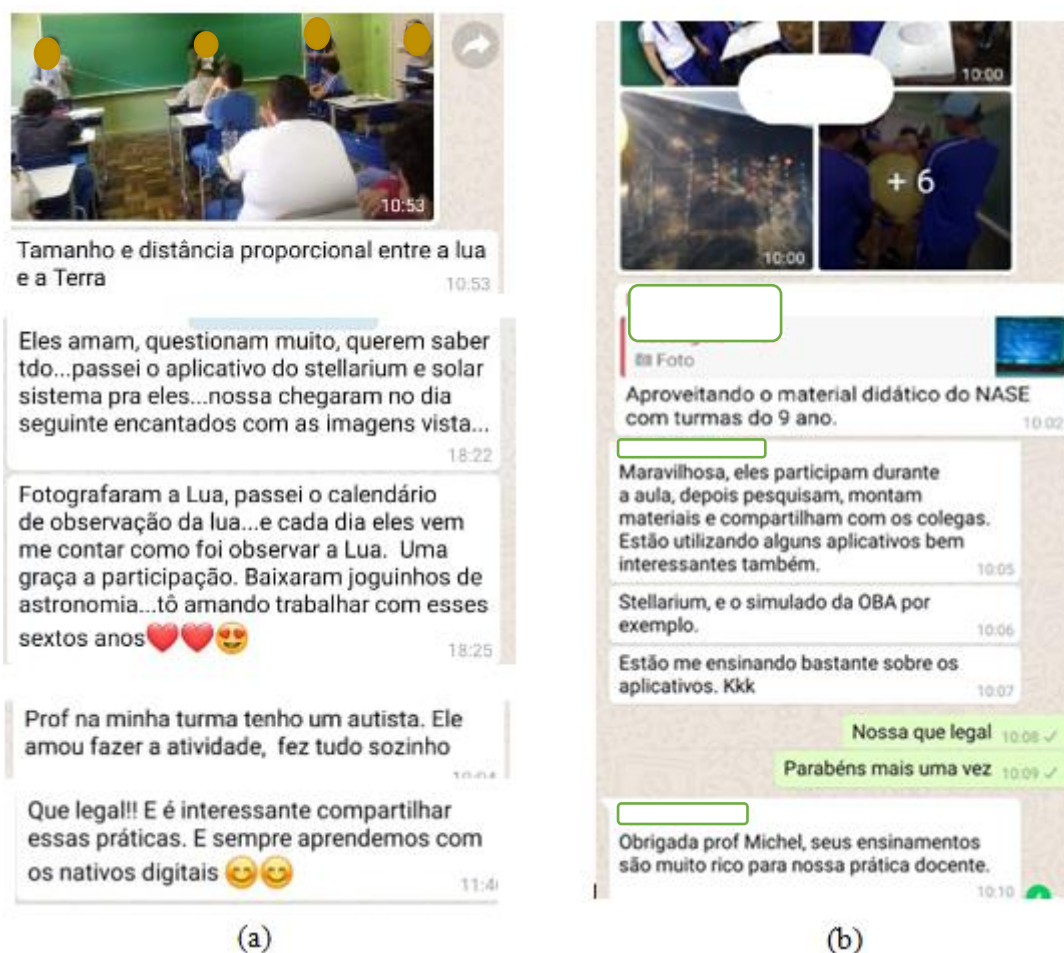 10:53
Tamanho e distância proporcional entre a lua
e a Terra
10:53
Eles amam, questionam muito, querem saber
tdo...passei o aplicativo do stellarium e solar
sistema pra eles...nossa chegaram no dia
seguinte encantados com as imagens vista...
18:22
Fotografaram a Lua, passei o calendário
de observação da lua...e cada dia eles vem
me contar como foi observar a Lua. Uma
graça a participação. Baixaram joguinhos de
astronomia...tô amando trabalhar com esses
sextos anos❤️❤️😍
18:25
Prof na minha turma tenho um autista. Ele
amou fazer a atividade, fez tudo sozinho
Que legal!! E é interessante compartilhar
essas práticas. E sempre aprendemos com
os nativos digitais 😊😊
(a)
10:00
+ 6
10:00
Foto
Aproveitando o material didático do NASE
com turmas do 9 ano.
10:02
Maravilhosa, eles participam durante
a aula, depois pesquisam, montam
materiais e compartilham com os colegas.
Estão utilizando alguns aplicativos bem
interessantes também.
10:05
Stellarium, e o simulado da OBA por
exemplo.
10:06
Estão me ensinando bastante sobre os
aplicativos. Kkk
10:07
Nossa que legal 10:08 ✓
Parabéns mais uma vez 10:09 ✓
Obrigada prof Michel, seus ensinamentos
são muito rico para nossa prática docente.
10:10
(b)